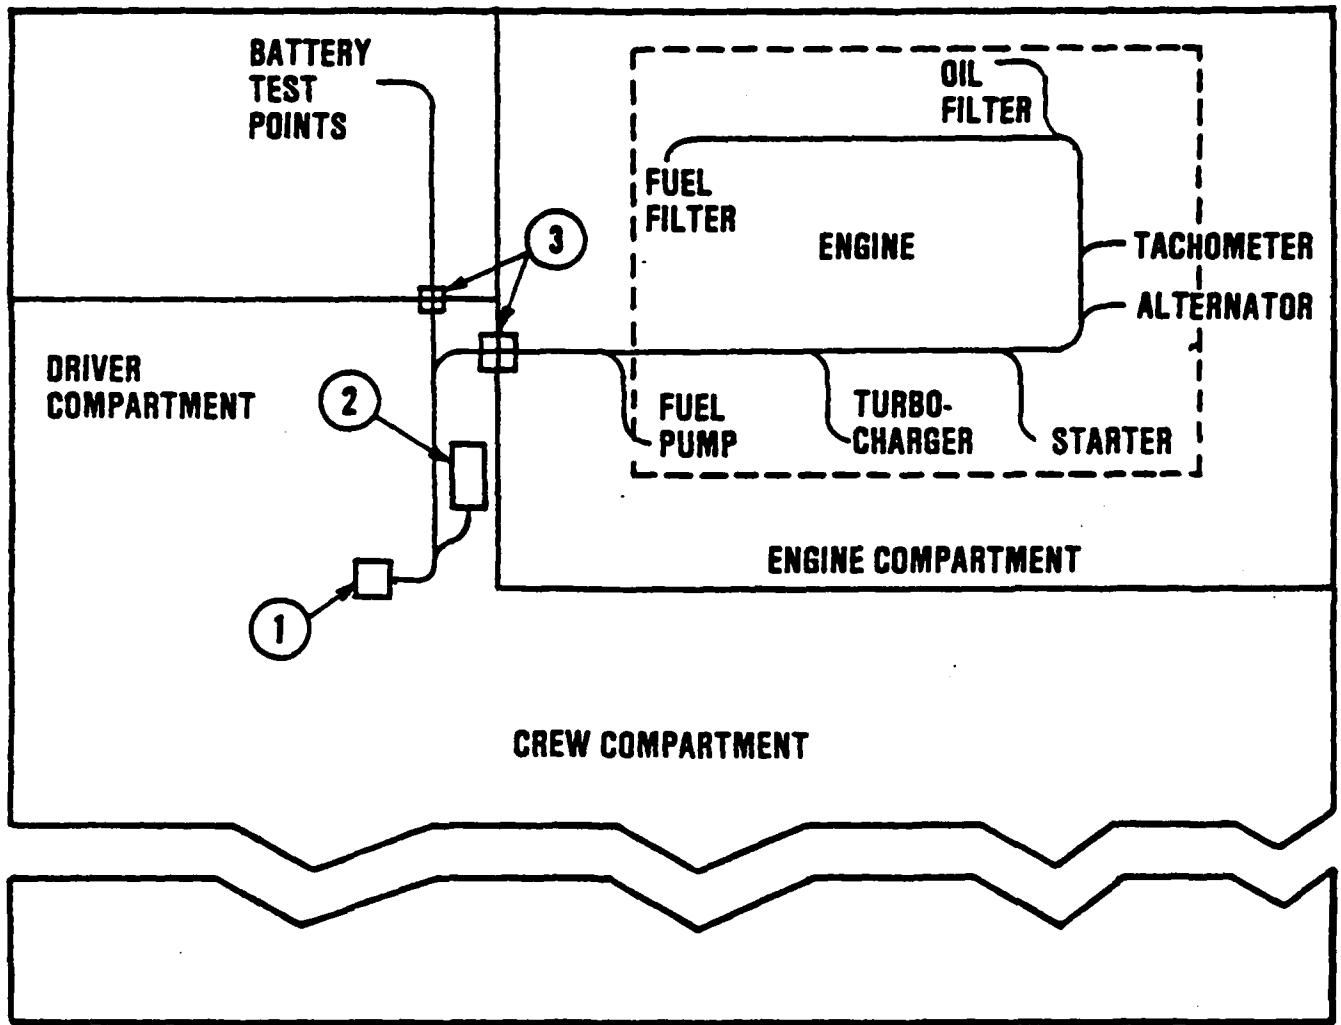 BATTERY
TEST
POINTS
OIL
FILTER
FUEL
FILTER
3
ENGINE
TACHOMETER
ALTERNATOR
DRIVER
COMPARTMENT
2
FUEL
PUMP
TURBO-
CHARGER
STARTER
ENGINE COMPARTMENT
1
CREW COMPARTMENT